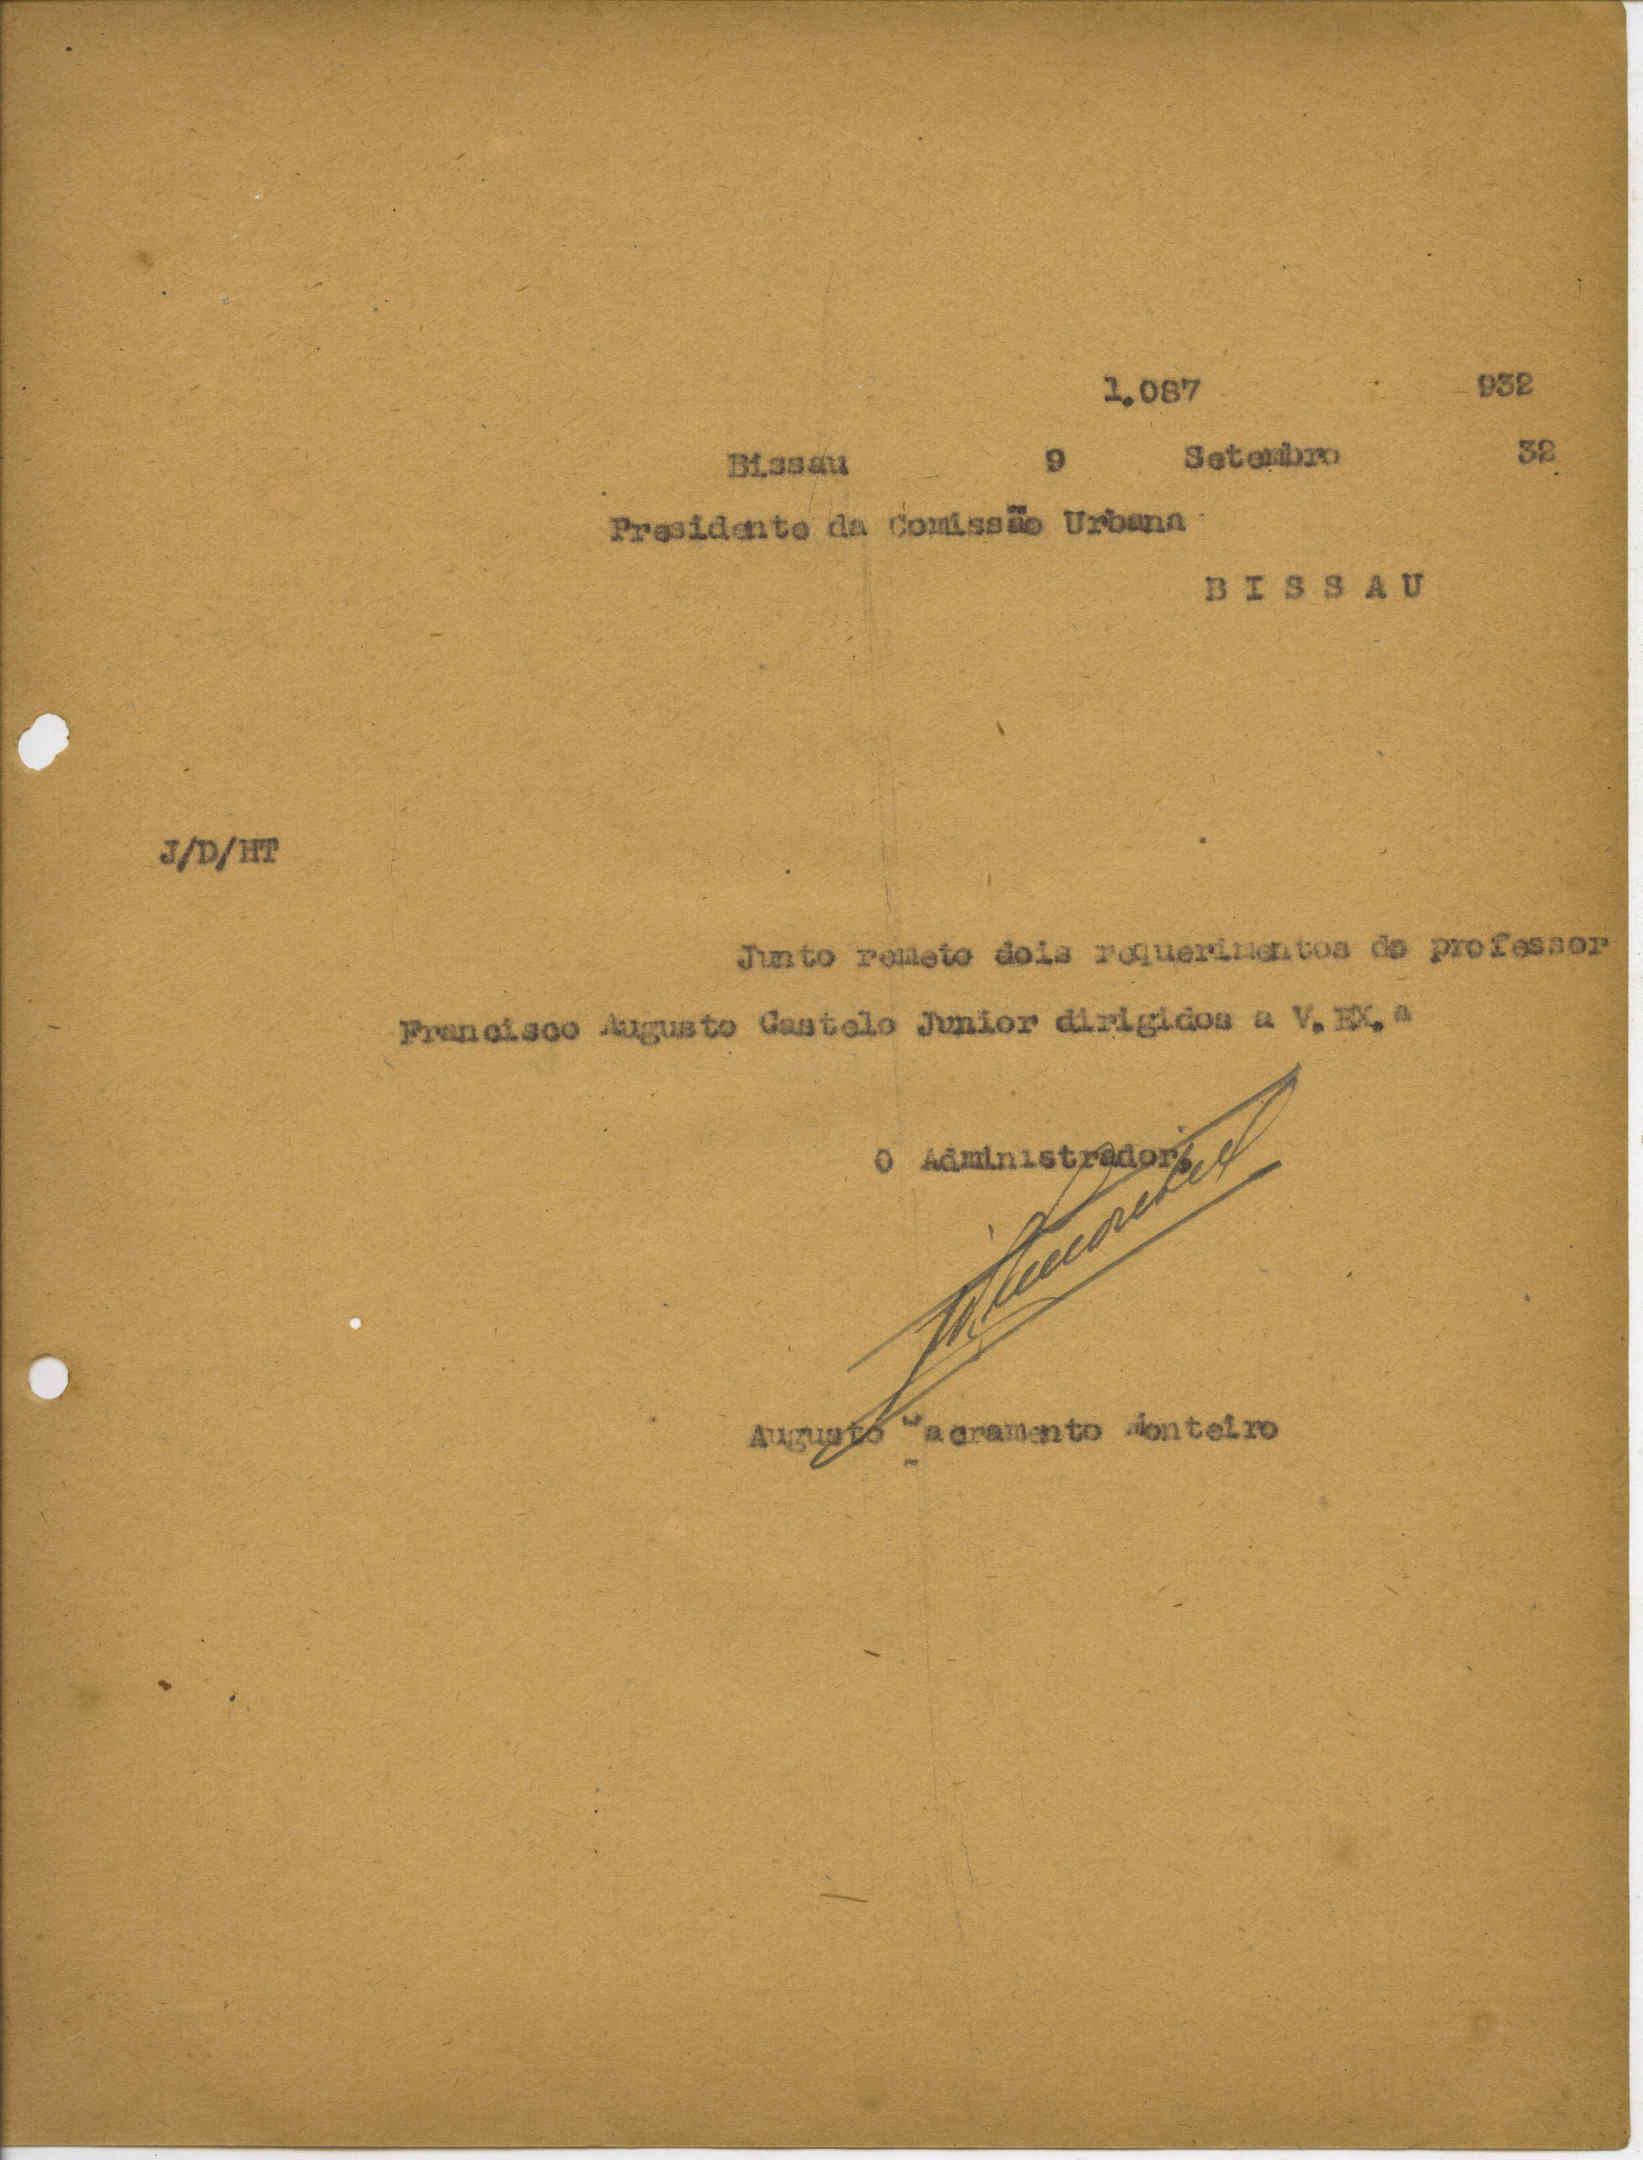 1.087 932
Bissau 9 Setembro 32
Presidente da Comissão Urbana
B I S S A U
J/D/HT
Junto remeto dois requerimentos do professor
Francisco Augusto Castelo Junior dirigidos a V. EX.a
O Administrador,
Augusto Sacramento Monteiro